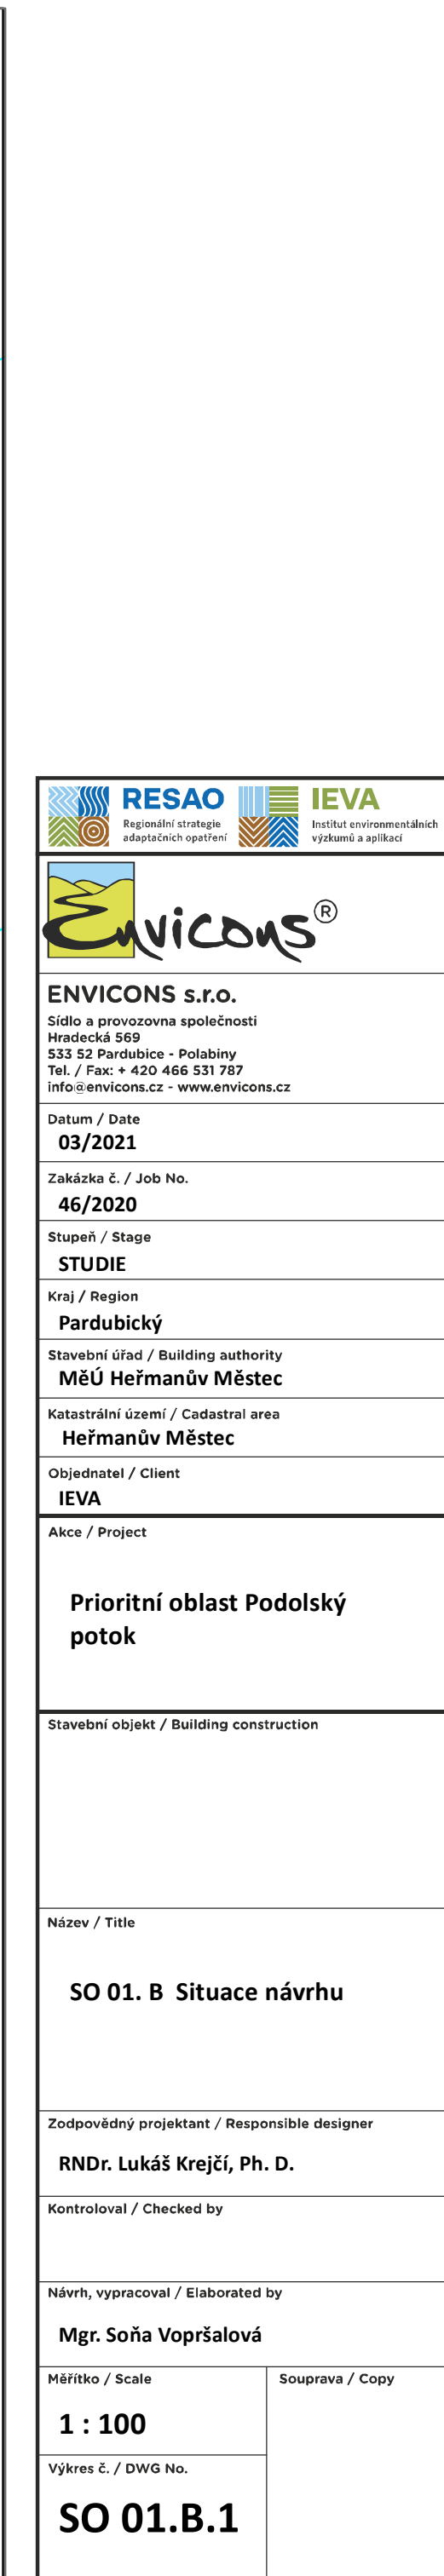 RESAO
Regionální strategie
adaptačních opatření
IEVA
Institut environmentálních
výzkumů a aplikací
Envicons®
ENVICONS s.r.o.
Sídlo a provozovna společnosti
Hradecká 569
533 52 Pardubice - Polabiny
Tel. / Fax: + 420 466 531 787
info@envicons.cz - www.envicons.cz
Datum / Date
03/2021
Zakázka č. / Job No.
46/2020
Stupeň / Stage
STUDIE
Kraj / Region
Pardubický
Stavební úřad / Building authority
MěÚ Heřmanův Městec
Katastrální území / Cadastral area
Heřmanův Městec
Objednatel / Client
IEVA
Akce / Project
Prioritní oblast Podolský
potok
Stavební objekt / Building construction
Název / Title
SO 01. B  Situace návrhu
Zodpovědný projektant / Responsible designer
RNDr. Lukáš Krejčí, Ph. D.
Kontroloval / Checked by
Návrh, vypracoval / Elaborated by
Mgr. Soňa Vopršalová
Měřítko / Scale
1 : 100
Souprava / Copy
Výkres č. / DWG No.
SO 01.B.1